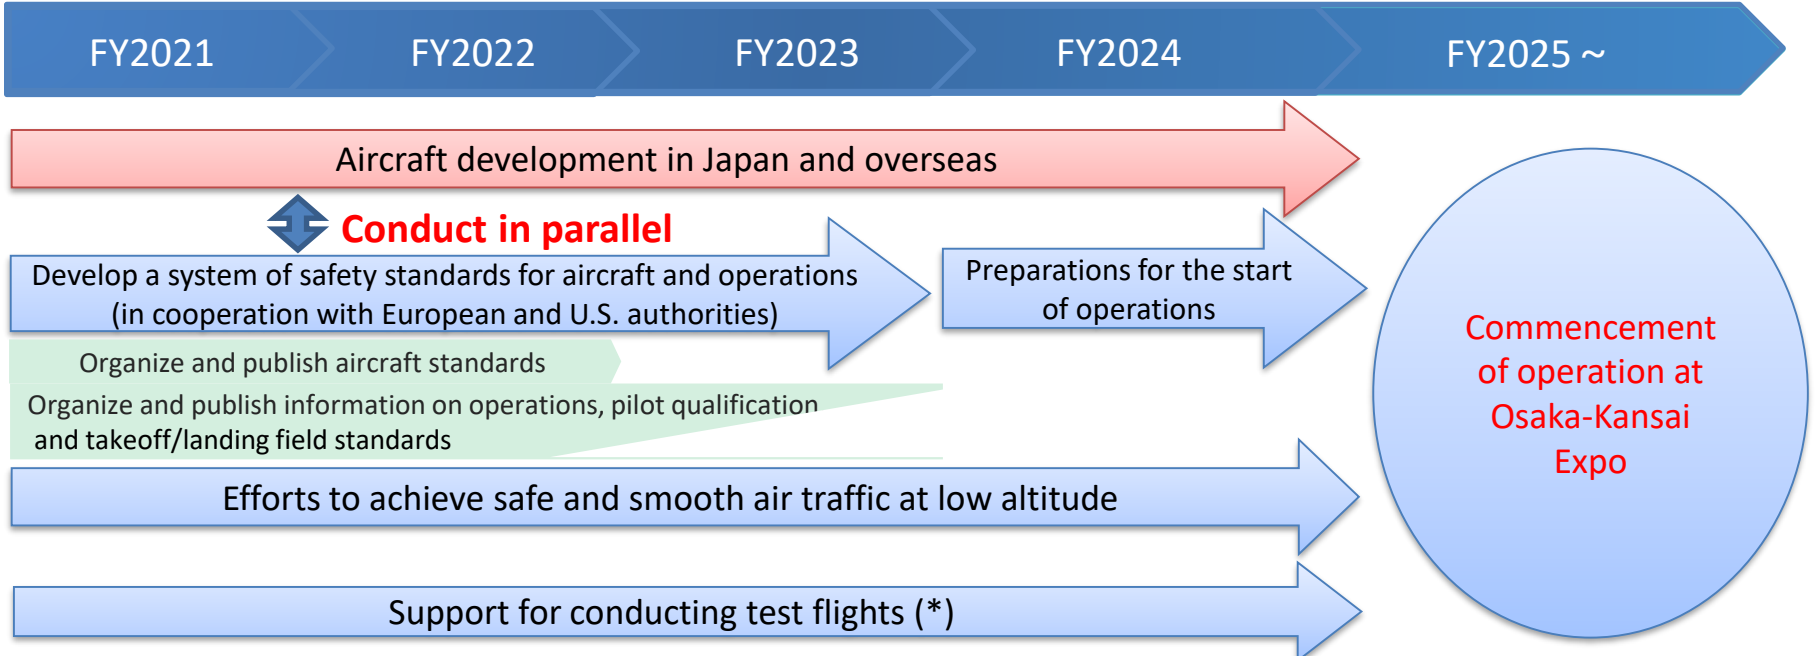 FY2021
FY2022
FY2023
FY2024
FY2025 ~
Aircraft development in Japan and overseas
Conduct in parallel
Develop a system of safety standards for aircraft and operations
(in cooperation with European and U.S. authorities)
Preparations for the start
of operations
Organize and publish aircraft standards
Organize and publish information on operations, pilot qualification
and takeoff/landing field standards
Efforts to achieve safe and smooth air traffic at low altitude
Support for conducting test flights (*)
Commencement
of operation at
Osaka-Kansai
Expo